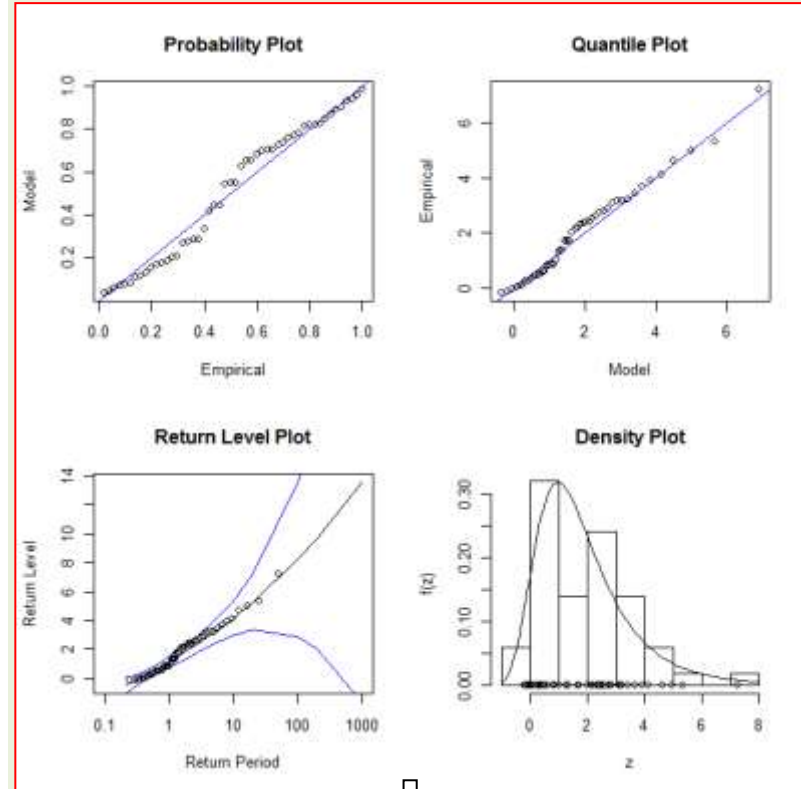 Probability Plot
Model
0.2 0.4 0.6 0.8 1.0
0.0 0.2 0.4 0.6 0.8 1.0
Empirical
Quantile Plot
Empirical
0 2 4 6
0 2 4 6
Model
Return Level Plot
Return Level
0 2 4 6 8 10 14
0.1 1 10 100 1000
Return Period
Density Plot
f(z)
0.00 0.10 0.20 0.30
0 2 4 6 8
z